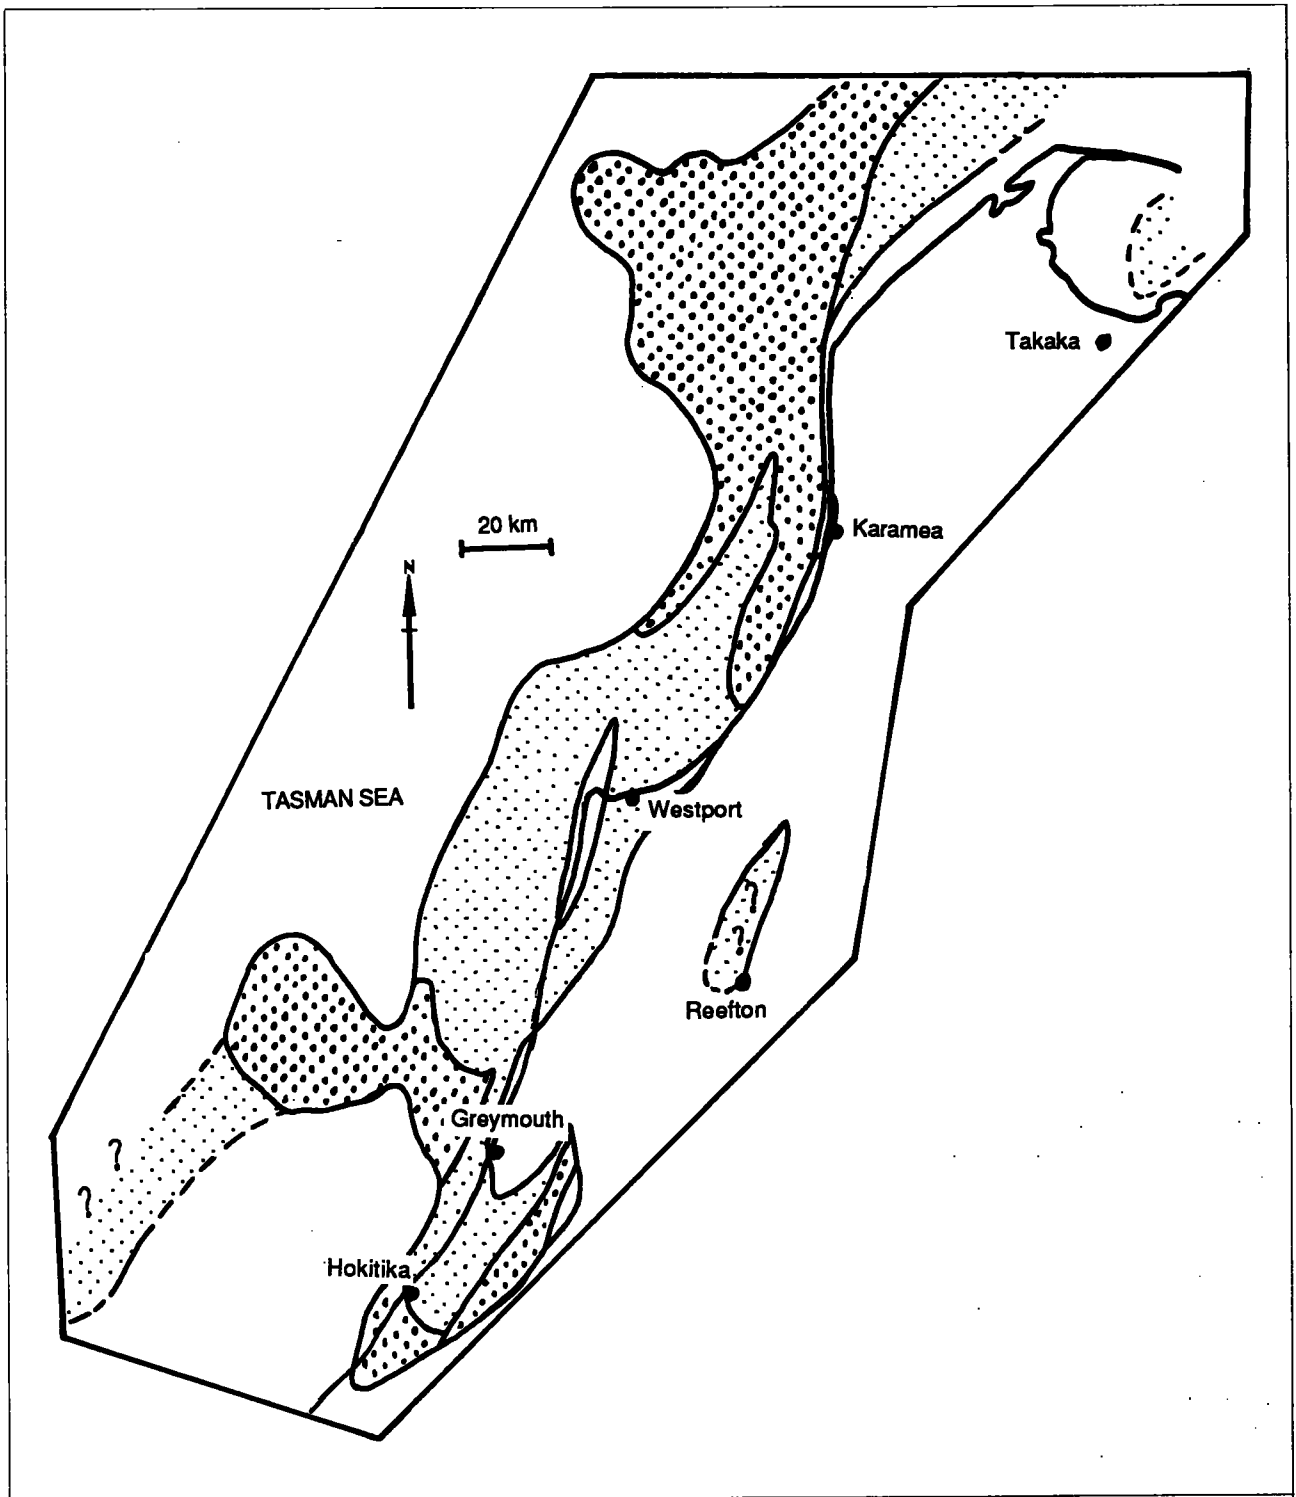 Takaka
20 km
Karamea
N
TASMAN SEA
Westport
?
?
Reefton
Greymouth
?
?
Hokitika